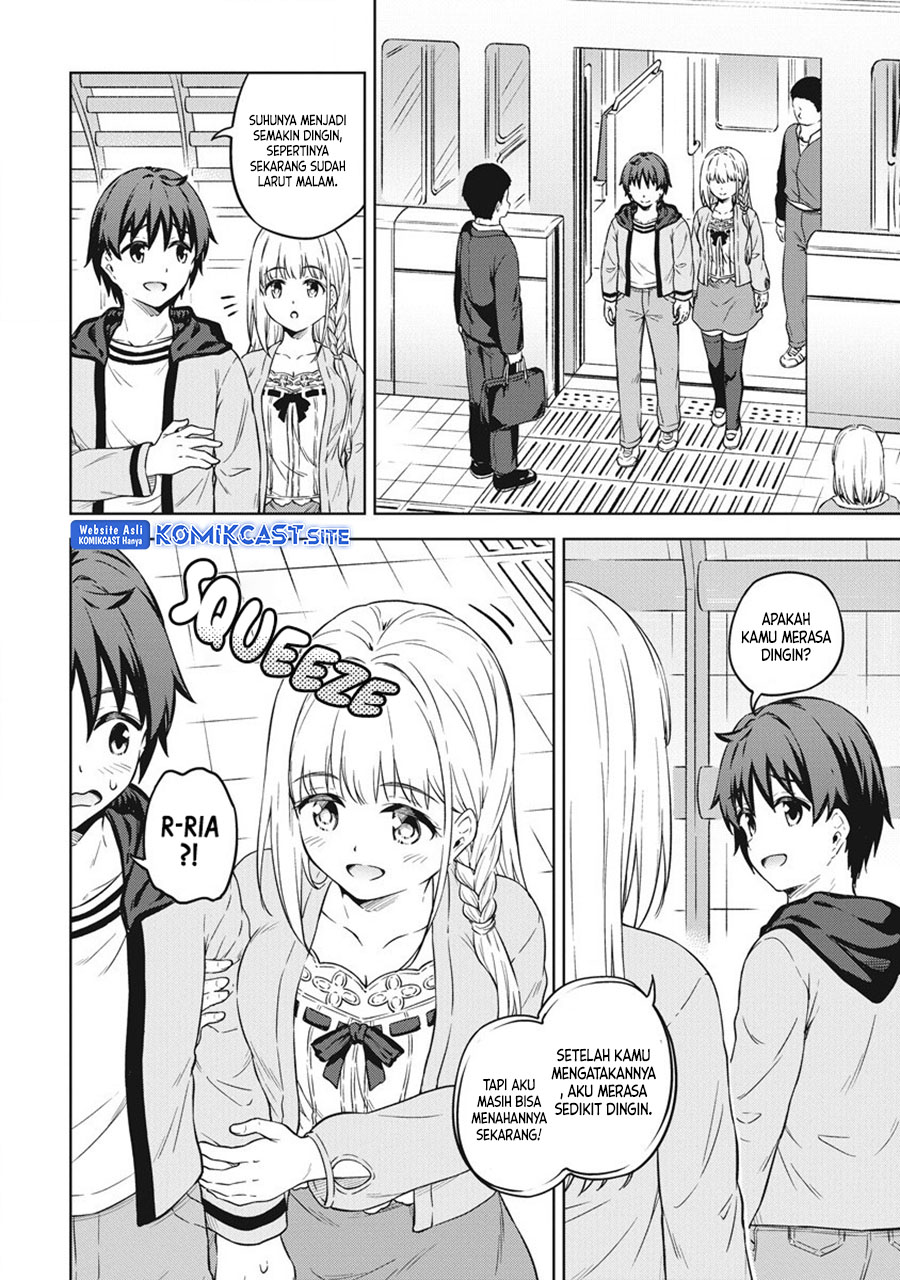 SUHUNYA MENJADI
SEMAKIN DINGIN,
SEPERTINYA
SEKARANG SUDAH
LARUT MALAM.
Website Asli
KOMIKCAST Hanya
KOMIKCAST.SITE
APAKAH
KAMU MERASA
DINGIN?
SETELAH KAMU
MENGATAKANNYA
, AKU MERASA
SEDIKIT DINGIN.
TAPI AKU
MASIH BISA
MENAHANNYA
SEKARANG!
SQUEEZE
R-RIA
?!